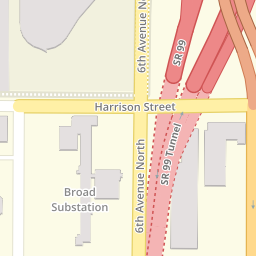 6th Avenue N
SR 99
Harrison Street
SR 99 Tunnel
6th Avenue North
Broad
Substation